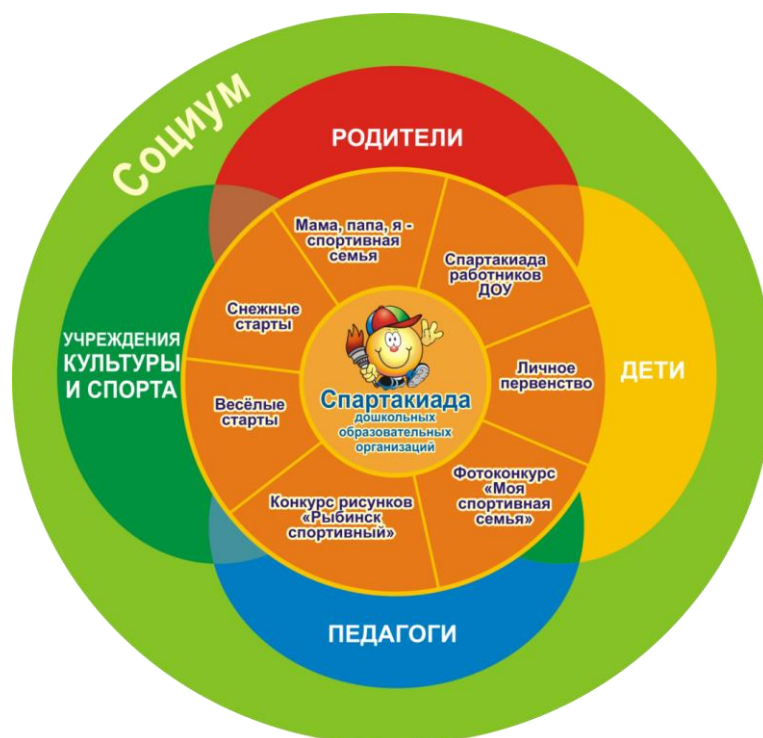 Социум
РОДИТЕЛИ
Мама, папа, я -
спортивная
семья
Спартакиада
работников
ДОУ
Снежные
старты
УЧРЕЖДЕНИЯ
КУЛЬТУРЫ
И СПОРТА
Личное
первенство
ДЕТИ
Спартакиада
дошкольных
образовательных
организаций
Весёлые
старты
Фотоконкурс
«Моя
спортивная
семья»
Конкурс рисунков
«Рыбинск
спортивный»
ПЕДАГОГИ